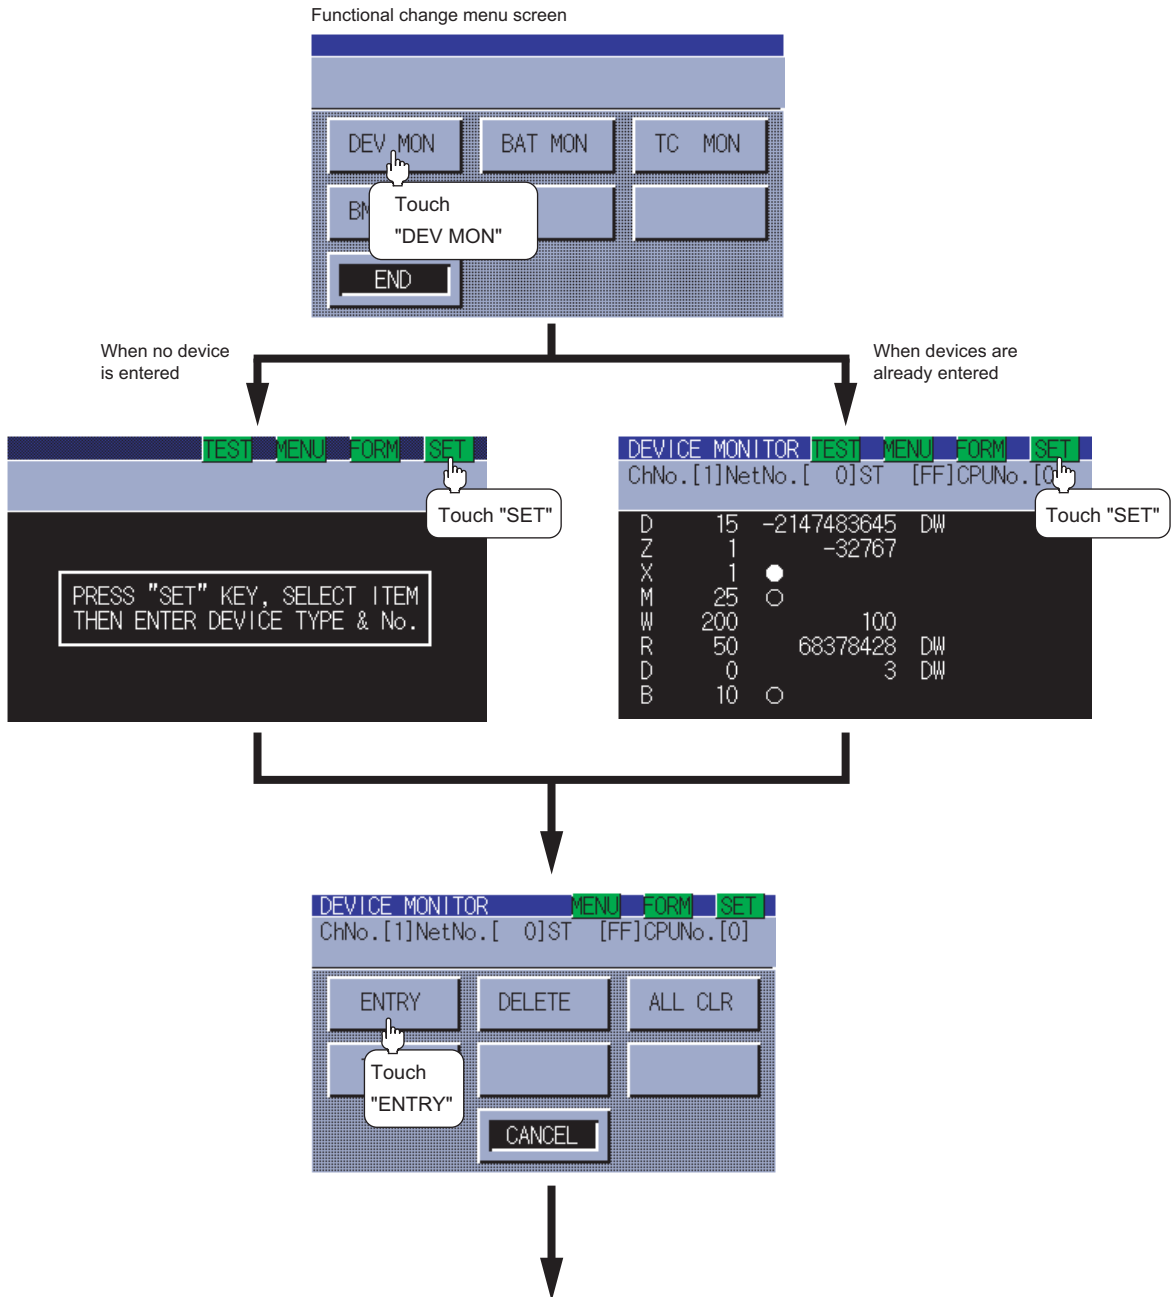 Functional change menu screen
DEV MON BAT MON TC MON
BM
Touch
"DEV MON"
END
When no device
is entered
When devices are
already entered
TEST MENU FORM SET
Touch "SET"
PRESS "SET" KEY, SELECT ITEM
THEN ENTER DEVICE TYPE & No.
DEVICE MONITOR TEST MENU FORM SET
ChNo.[1]NetNo.[ 0]ST [FF]CPUNo.[0
Touch "SET"
D 15 -2147483645 DW
Z 1 -32767
X 1 ●
M 25 ○
W 200 100
R 50 68378428 DW
D 0 3 DW
B 10 ○
DEVICE MONITOR MENU FORM SET
ChNo.[1]NetNo.[ 0]ST [FF]CPUNo.[0]
ENTRY DELETE ALL CLR
Touch
"ENTRY"
CANCEL